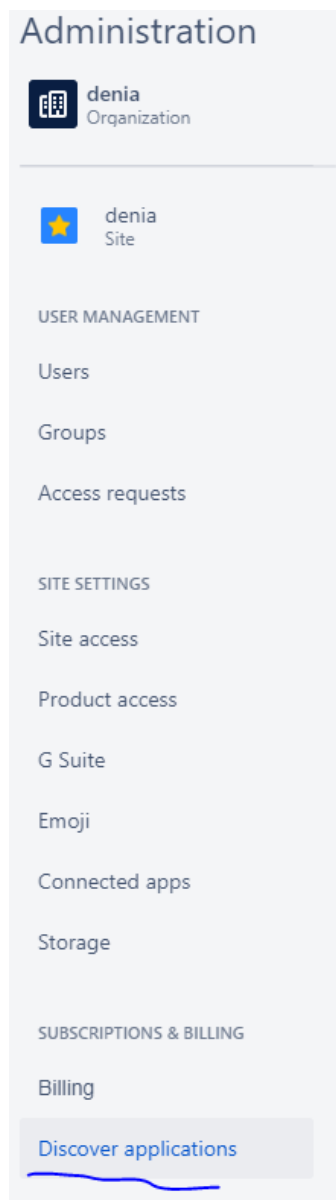 Administration
denia
Organization
denia
Site
USER MANAGEMENT
Users
Groups
Access requests
SITE SETTINGS
Site access
Product access
G Suite
Emoji
Connected apps
Storage
SUBSCRIPTIONS & BILLING
Billing
Discover applications